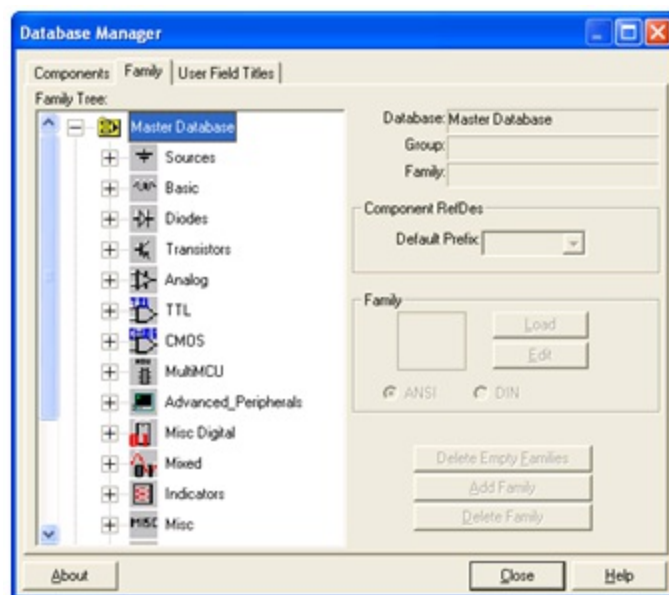 Database Manager
Components Family User Field Titles
Family Tree:
Master Database
Sources
Basic
Diodes
Transistors
Analog
TTL
CMOS
MultiMCU
Advanced_Peripherals
Misc Digital
Mixed
Indicators
MISC Misc
Database: Master Database
Group:
Family:
Component RefDes
Default Prefix:
Family
Load
Edit
ANSI DIN
Delete Empty Families
Add Family
Delete Family
About Close Help